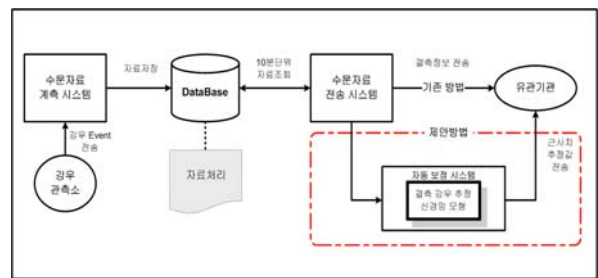 수문자료
계측 시스템
자료저장
DataBase
10분단위
자료조회
수문자료
전송 시스템
결측정보 전송
기존 방법
유관기관
강우 Event
전송
강우
관측소
자료처리
제안방법
근사치
추정값
전송
자동 보정 시스템
결측 강우 추정
신경망 모형